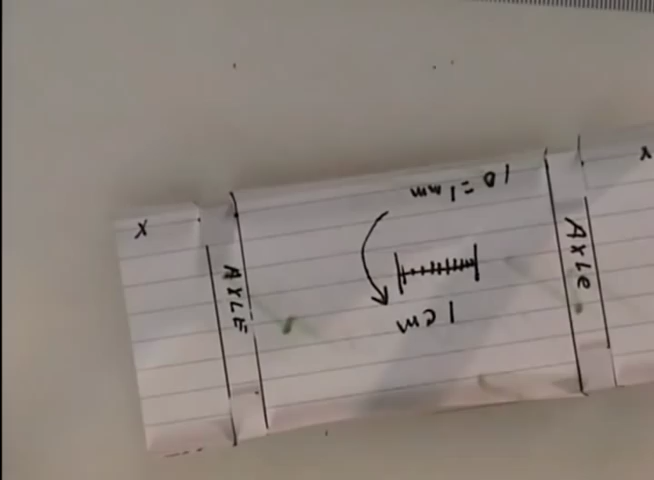 x
AXLE
10 = 1 mm
1 cm
AXLe
x